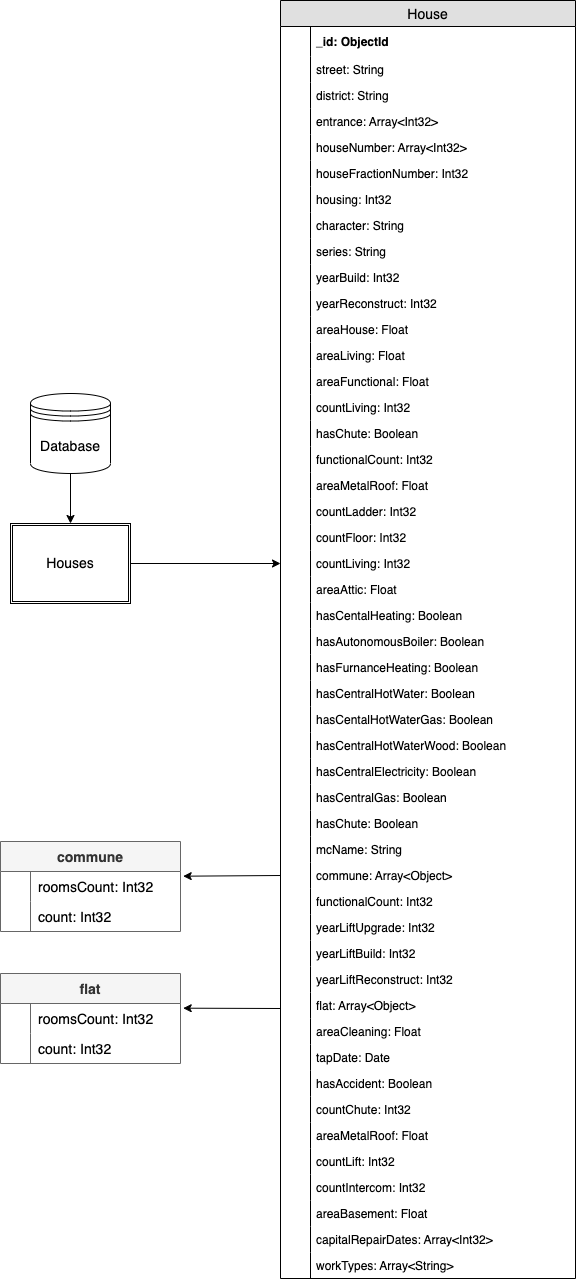 House
_id: ObjectId
street: String
district: String
entrance: Array<Int32>
houseNumber: Array<Int32>
houseFractionNumber: Int32
housing: Int32
character: String
series: String
yearBuild: Int32
yearReconstruct: Int32
areaHouse: Float
areaLiving: Float
areaFunctional: Float
countLiving: Int32
hasChute: Boolean
functionalCount: Int32
areaMetalRoof: Float
countLadder: Int32
countFloor: Int32
countLiving: Int32
areaAttic: Float
hasCentalHeating: Boolean
hasAutonomousBoiler: Boolean
hasFurnanceHeating: Boolean
hasCentralHotWater: Boolean
hasCentalHotWaterGas: Boolean
hasCentralHotWaterWood: Boolean
hasCentralElectricity: Boolean
hasCentralGas: Boolean
hasChute: Boolean
mcName: String
commune: Array<Object>
functionalCount: Int32
yearLiftUpgrade: Int32
yearLiftBuild: Int32
yearLiftReconstruct: Int32
flat: Array<Object>
areaCleaning: Float
tapDate: Date
hasAccident: Boolean
countChute: Int32
areaMetalRoof: Float
countLift: Int32
countIntercom: Int32
areaBasement: Float
capitalRepairDates: Array<Int32>
workTypes: Array<String>
Database
Houses
commune
roomsCount: Int32
count: Int32
flat
roomsCount: Int32
count: Int32